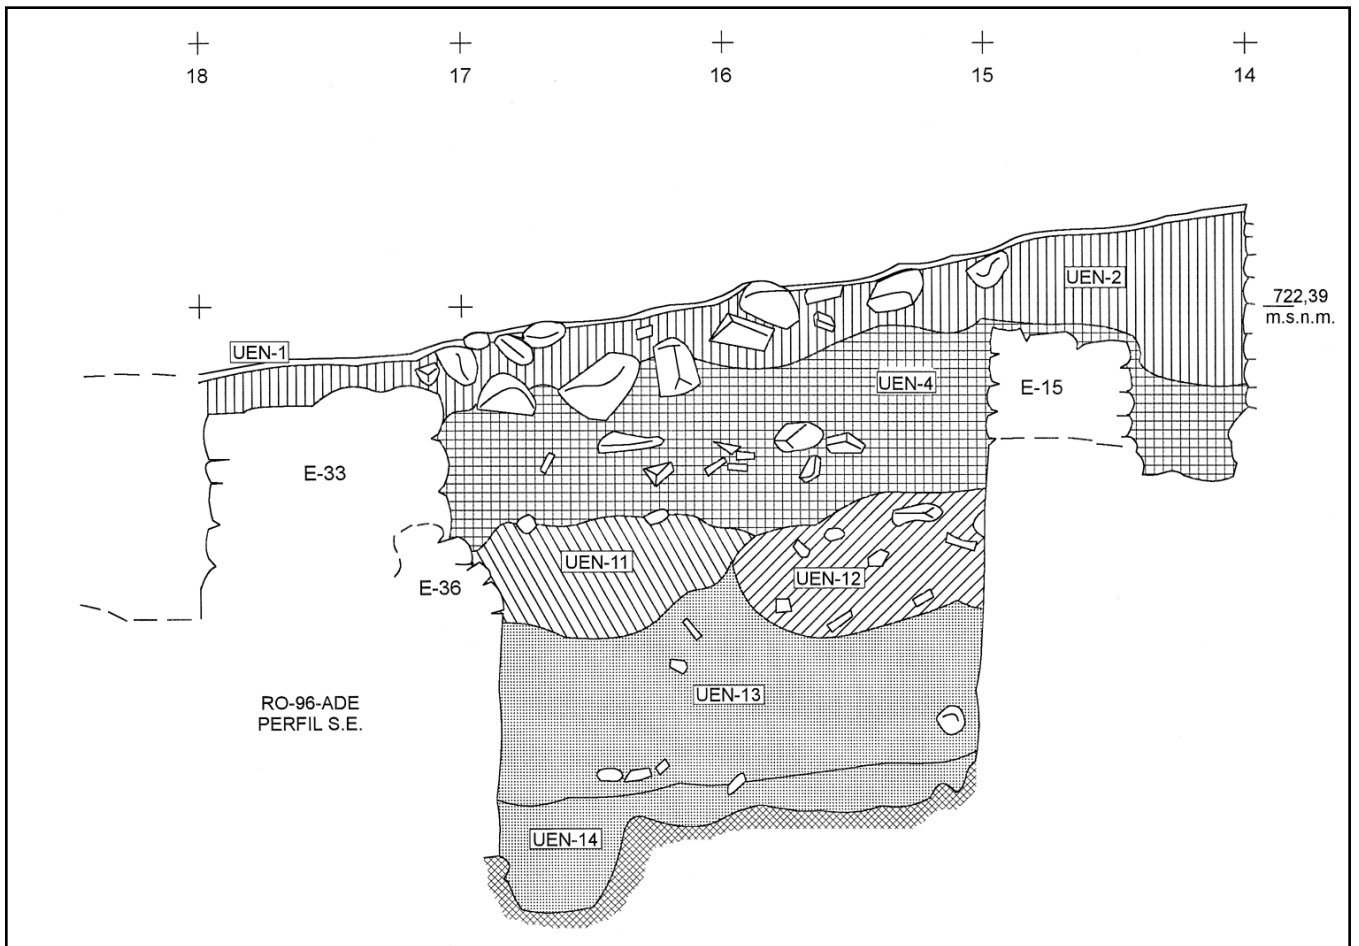 18 17 16 15 14
UEN-2
722,39
m.s.n.m.
UEN-1
UEN-4
E-15
E-33
UEN-11
UEN-12
E-36
UEN-13
RO-96-ADE
PERFIL S.E.
UEN-14